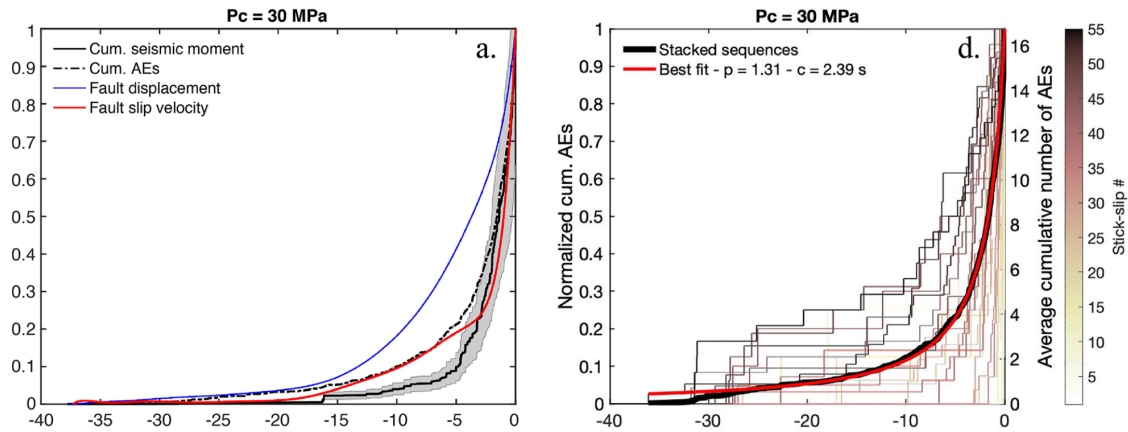 Pc = 30 MPa
a.
Cum. seismic moment
Cum. AEs
Fault displacement
Fault slip velocity
1
0.9
0.8
0.7
0.6
0.5
0.4
0.3
0.2
0.1
0
-40 -35 -30 -25 -20 -15 -10 -5 0
Pc = 30 MPa
d.
Stacked sequences
Best fit - p = 1.31 - c = 2.39 s
Normalized cum. AEs
1
0.9
0.8
0.7
0.6
0.5
0.4
0.3
0.2
0.1
0
-40 -30 -20 -10 0
16
14
12
10
8
6
4
2
0
Average cumulative number of AEs
55
50
45
40
35
30
25
20
15
10
5
Stick-slip #